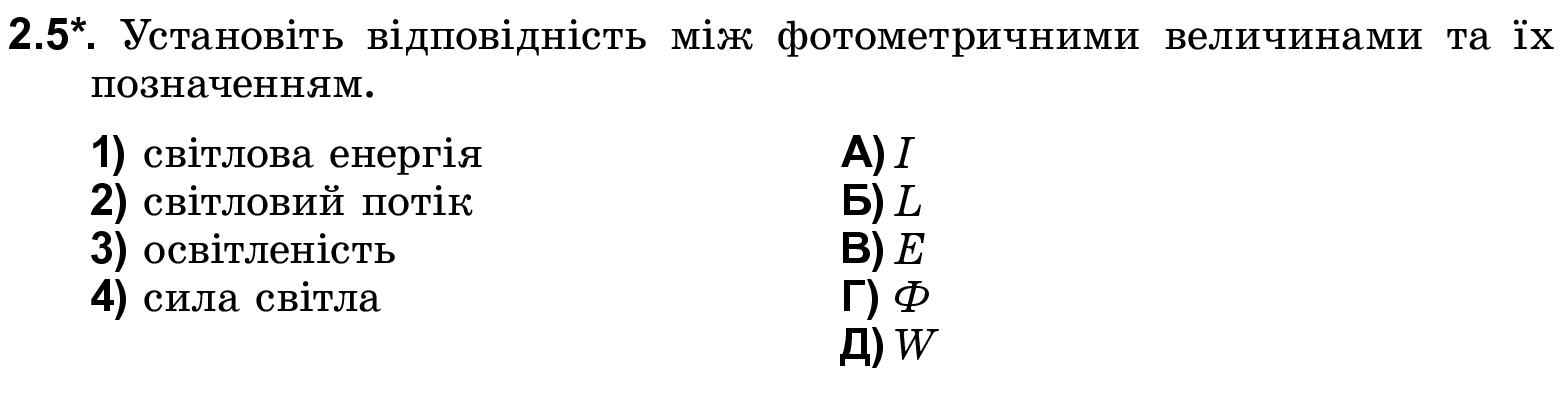 2.5*. Установіть відповідність між фотометричними величинами та їх
позначенням.
1) світлова енергія А) I
2) світловий потік Б) L
3) освітленість В) E
4) сила світла Г) Ф
Д) W